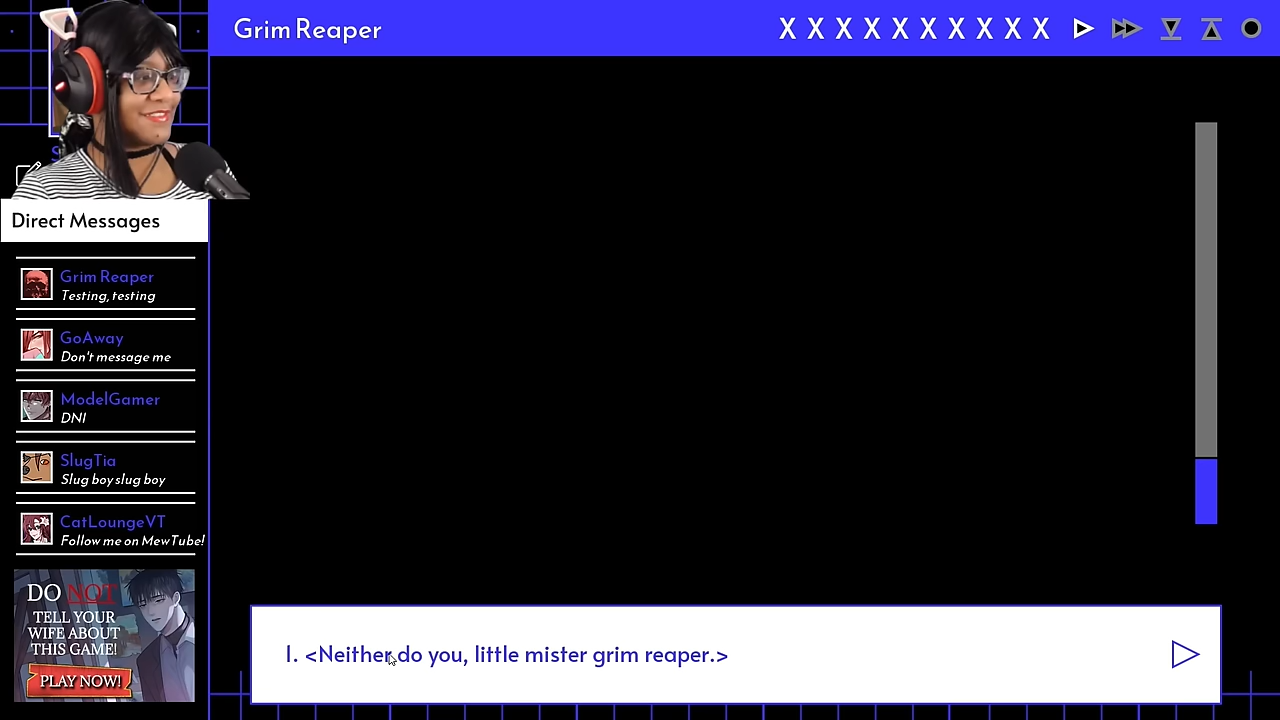 Grim Reaper
X X X X X X X X X X
Direct Messages
Grim Reaper
Testing, testing
GoAway
Don't message me
ModelGamer
DNI
SlugTia
Slug boy slug boy
CatLoungeVT
Follow me on MewTube!
DO NOT
TELL YOUR
WIFE ABOUT
THIS GAME!
PLAY NOW!
1. <Neither do you, little mister grim reaper.>